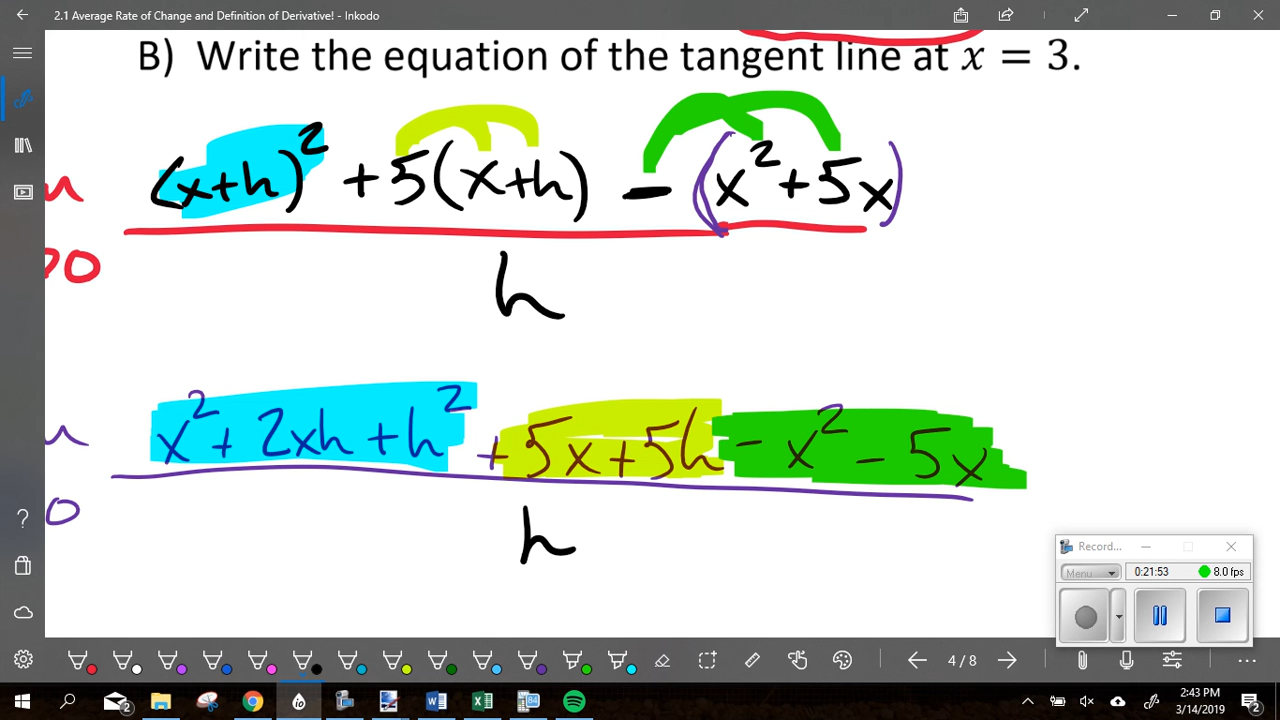 2.1 Average Rate of Change and Definition of Derivative! - Inkodo
B) Write the equation of the tangent line at x = 3.
(x+h)² + 5(x+h) - (x²+5x)
h
x² + 2xh + h² + 5x + 5h - x² - 5x
h
Record...
Menu
0:21:53
8.0 fps
4 / 8
2:43 PM
3/14/2019